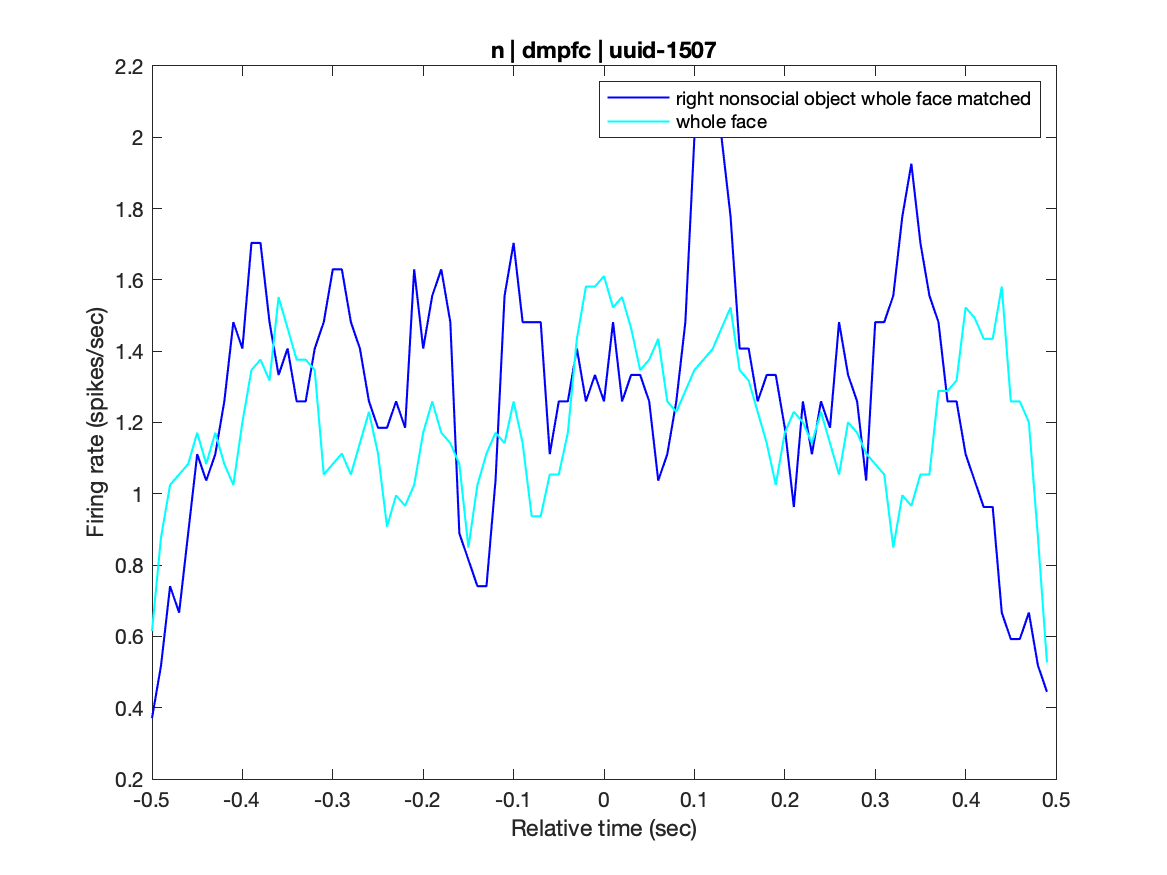 n | dmpfc | uuid-1507
right nonsocial object whole face matched
whole face
2.2
2
1.8
1.6
1.4
1.2
1
0.8
0.6
0.4
0.2
Firing rate (spikes/sec)
-0.5 -0.4 -0.3 -0.2 -0.1 0 0.1 0.2 0.3 0.4 0.5
Relative time (sec)